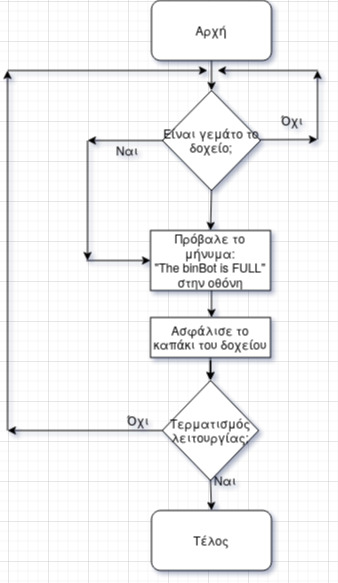 Αρχή
Είναι γεμάτο το
δοχείο;
Όχι
Ναι
Πρόβαλε το
μήνυμα:
"The binBot is FULL"
στην οθόνη
Ασφάλισε το
καπάκι του δοχείου
Τερματισμός
λειτουργίας;
Όχι
Ναι
Τέλος